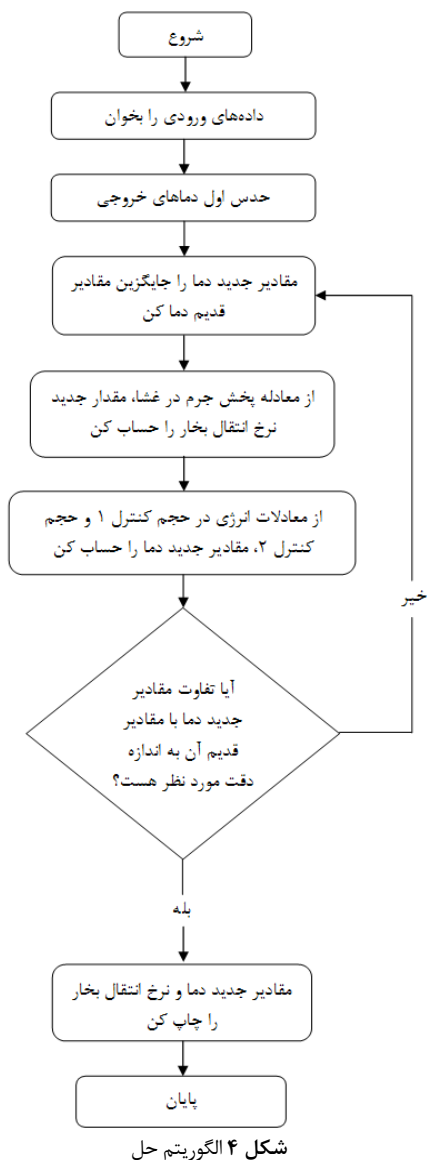 شروع
داده‌های ورودی را بخوان
حدس اول دماهای خروجی
مقادیر جدید دما را جایگزین مقادیر
قدیم دما کن
از معادله پخش جرم در غشا، مقدار جدید
نرخ انتقال بخار را حساب کن
از معادلات انرژی در حجم کنترل ۱ و حجم
کنترل ۲، مقادیر جدید دما را حساب کن
آیا تفاوت مقادیر
جدید دما با مقادیر
قدیم آن به اندازه
دقت مورد نظر هست؟
خیر
بله
مقادیر جدید دما و نرخ انتقال بخار
را چاپ کن
پایان
شکل ۴ الگوریتم حل